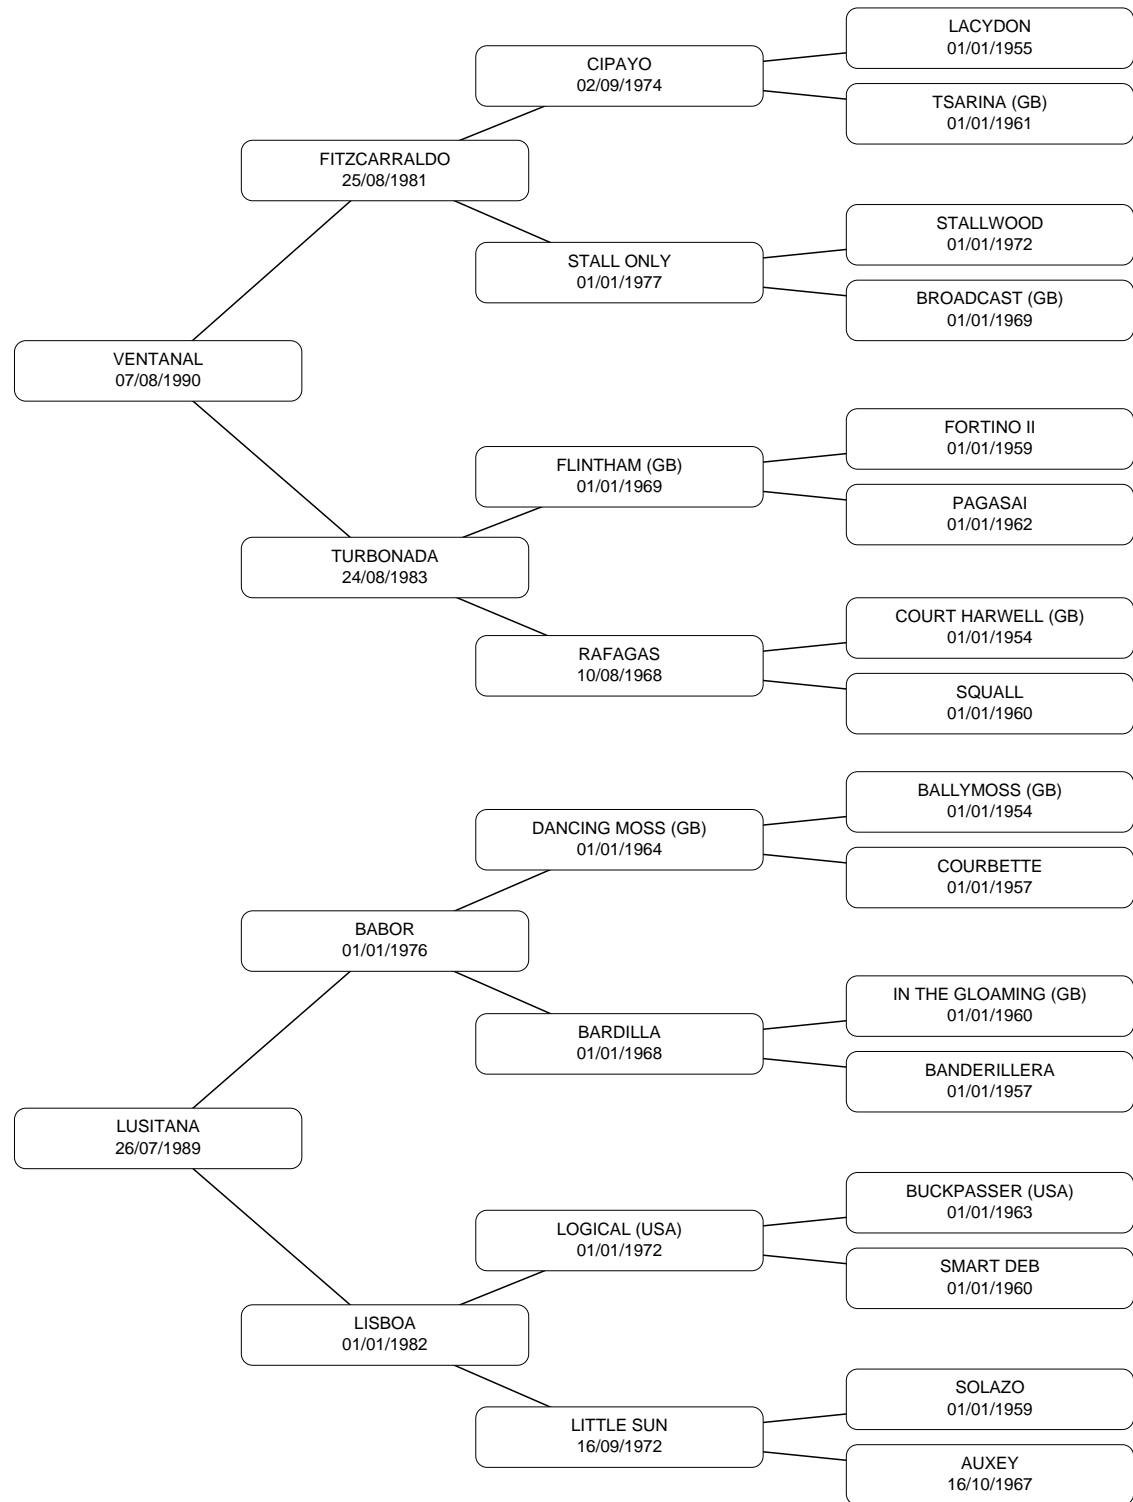 LACYDON
01/01/1955
CIPAYO
02/09/1974
TSARINA (GB)
01/01/1961
FITZCARRALDO
25/08/1981
STALLWOOD
01/01/1972
STALL ONLY
01/01/1977
BROADCAST (GB)
01/01/1969
VENTANAL
07/08/1990
FORTINO II
01/01/1959
FLINTHAM (GB)
01/01/1969
PAGASAI
01/01/1962
TURBONADA
24/08/1983
COURT HARWELL (GB)
01/01/1954
RAFAGAS
10/08/1968
SQUALL
01/01/1960
BALLYMOSS (GB)
01/01/1954
DANCING MOSS (GB)
01/01/1964
COURBETTE
01/01/1957
BABOR
01/01/1976
IN THE GLOAMING (GB)
01/01/1960
BARDILLA
01/01/1968
BANDERILLERA
01/01/1957
LUSITANA
26/07/1989
BUCKPASSER (USA)
01/01/1963
LOGICAL (USA)
01/01/1972
SMART DEB
01/01/1960
LISBOA
01/01/1982
SOLAZO
01/01/1959
LITTLE SUN
16/09/1972
AUXEY
16/10/1967